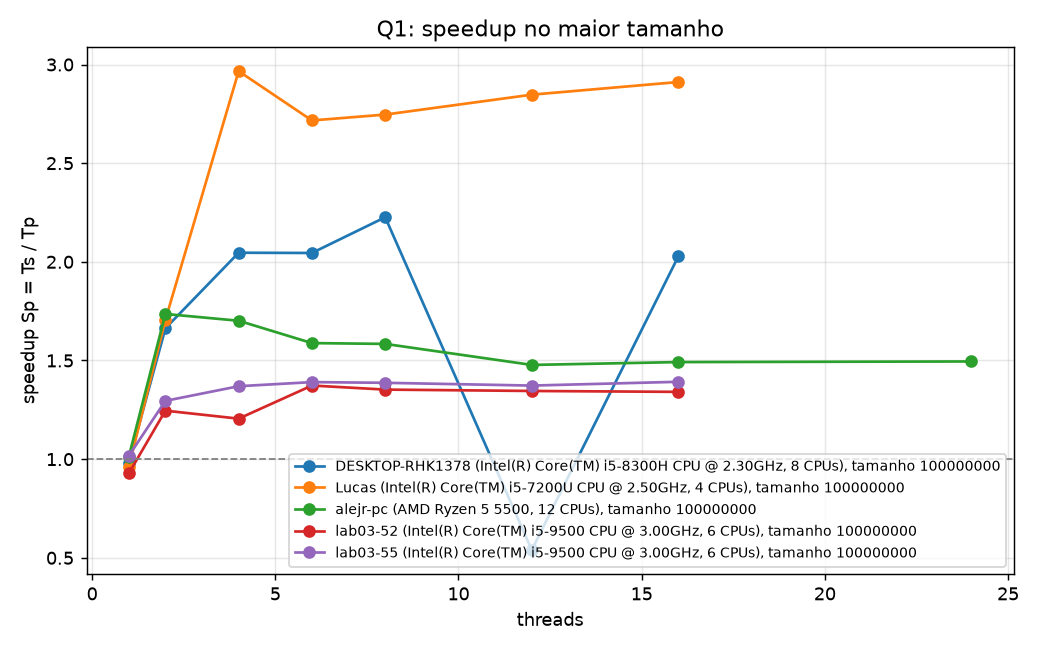 Q1: speedup no maior tamanho
speedup Sp = Ts / Tp
3.0
2.5
2.0
1.5
1.0
0.5
DESKTOP-RHK1378 (Intel(R) Core(TM) i5-8300H CPU @ 2.30GHz, 8 CPUs), tamanho 100000000
Lucas (Intel(R) Core(TM) i5-7200U CPU @ 2.50GHz, 4 CPUs), tamanho 100000000
alejr-pc (AMD Ryzen 5 5500, 12 CPUs), tamanho 100000000
lab03-52 (Intel(R) Core(TM) i5-9500 CPU @ 3.00GHz, 6 CPUs), tamanho 100000000
lab03-55 (Intel(R) Core(TM) i5-9500 CPU @ 3.00GHz, 6 CPUs), tamanho 100000000
0 5 10 15 20 25
threads